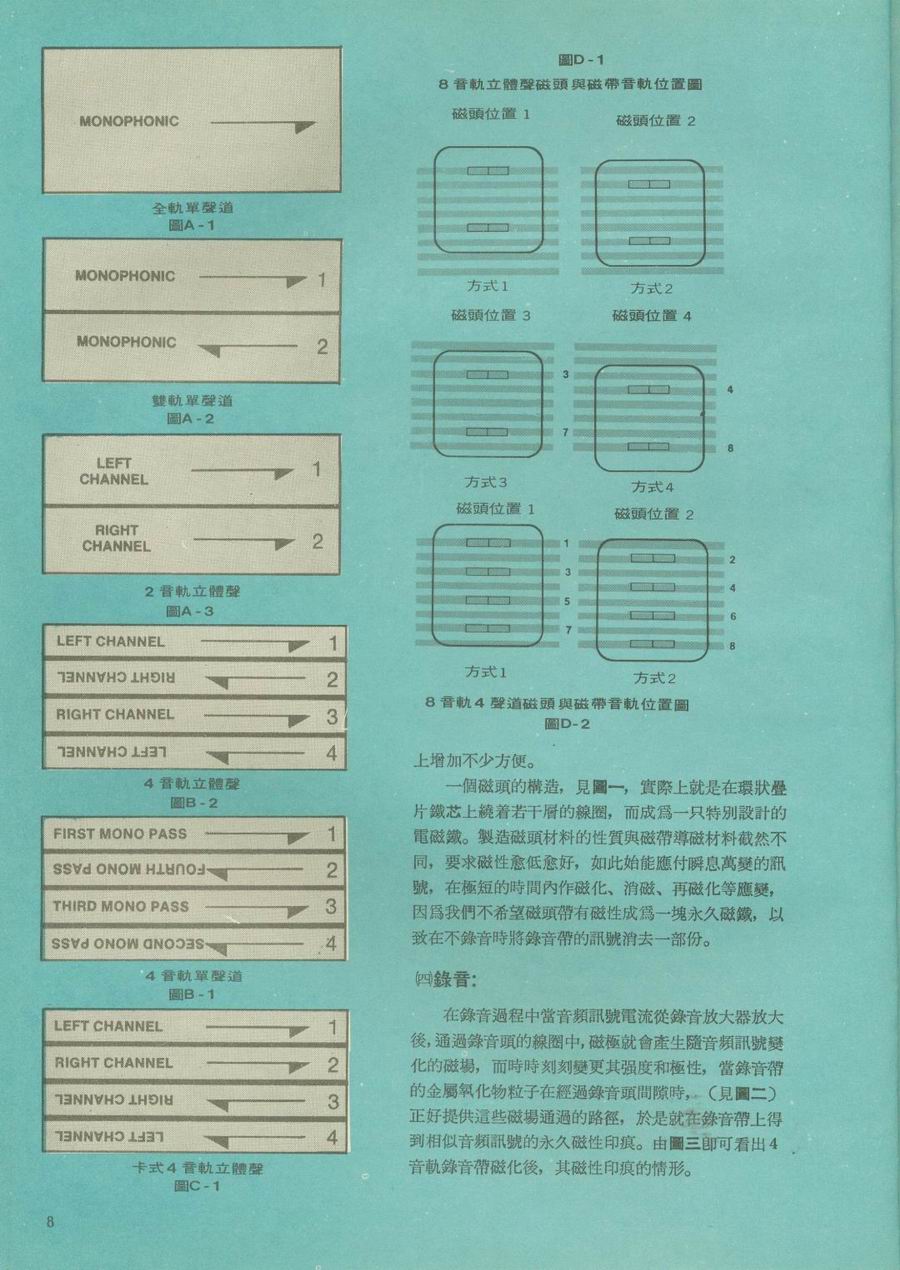 MONOPHONIC
全軌單聲道
圖A-1
MONOPHONIC 1
MONOPHONIC 2
雙軌單聲道
圖A-2
LEFT
CHANNEL 1
RIGHT
CHANNEL 2
2音軌立體聲
圖A-3
LEFT CHANNEL 1
RIGHT CHANNEL 2
RIGHT CHANNEL 3
LEFT CHANNEL 4
4音軌立體聲
圖B-2
FIRST MONO PASS 1
FOURTH MONO PASS 2
THIRD MONO PASS 3
SECOND MONO PASS 4
4音軌單聲道
圖B-1
LEFT CHANNEL 1
RIGHT CHANNEL 2
RIGHT CHANNEL 3
LEFT CHANNEL 4
卡式4音軌立體聲
圖C-1
8
圖D-1
8音軌立體聲磁頭與磁帶音軌位置圖
磁頭位置 1
磁頭位置 2
方式1
方式2
磁頭位置 3
磁頭位置 4
3
7
4
8
方式3
方式4
磁頭位置 1
磁頭位置 2
1
3
5
7
2
4
6
8
方式1
方式2
8音軌4聲道磁頭與磁帶音軌位置圖
圖D-2
上增加不少方便。
一個磁頭的構造，見圖一，實際上就是在環狀疊
片鐵芯上繞着若干層的線圈，而成爲一只特別設計的
電磁鐵。製造磁頭材料的性質與磁帶導磁材料截然不
同，要求磁性愈低愈好，如此始能應付瞬息萬變的訊
號，在極短的時間內作磁化、消磁、再磁化等應變，
因爲我們不希望磁頭帶有磁性成爲一塊永久磁鐵，以
致在不錄音時將錄音帶的訊號消去一部份。
㈣錄音：
在錄音過程中當音頻訊號電流從錄音放大器放大
後，通過錄音頭的線圈中，磁極就會產生隨音頻訊號變
化的磁場，而時時刻刻變更其强度和極性，當錄音帶
的金屬氧化物粒子在經過錄音頭間隙時，（見圖二）
正好提供這些磁場通過的路徑，於是就在錄音帶上得
到相似音頻訊號的永久磁性印痕。由圖三即可看出4
音軌錄音帶磁化後，其磁性印痕的情形。